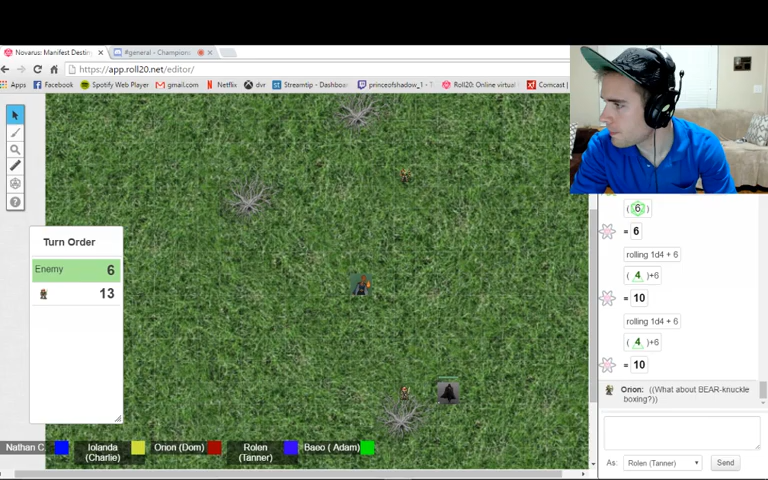 Novarus: Manifest Destin
#general - Champion
https://app.roll20.net/editor/
Apps
Facebook
Spotify Web Player
gmail.com
Netflix
dvr
Streamtip - Dashboar
princeofshadow_1 - T
Roll20: Online virtual
Comcast
(6)
= 6
rolling 1d4 + 6
(4)+6
= 10
rolling 1d4 + 6
(4)+6
= 10
Orion: ((What about BEAR-knuckle
boxing?))
Turn Order
Enemy 6
13
Nathan C.
Iolanda
(Charlie)
Orion (Dom)
Rolen
(Tanner)
Baeo ( Adam)
As:
Rolen (Tanner)
Send